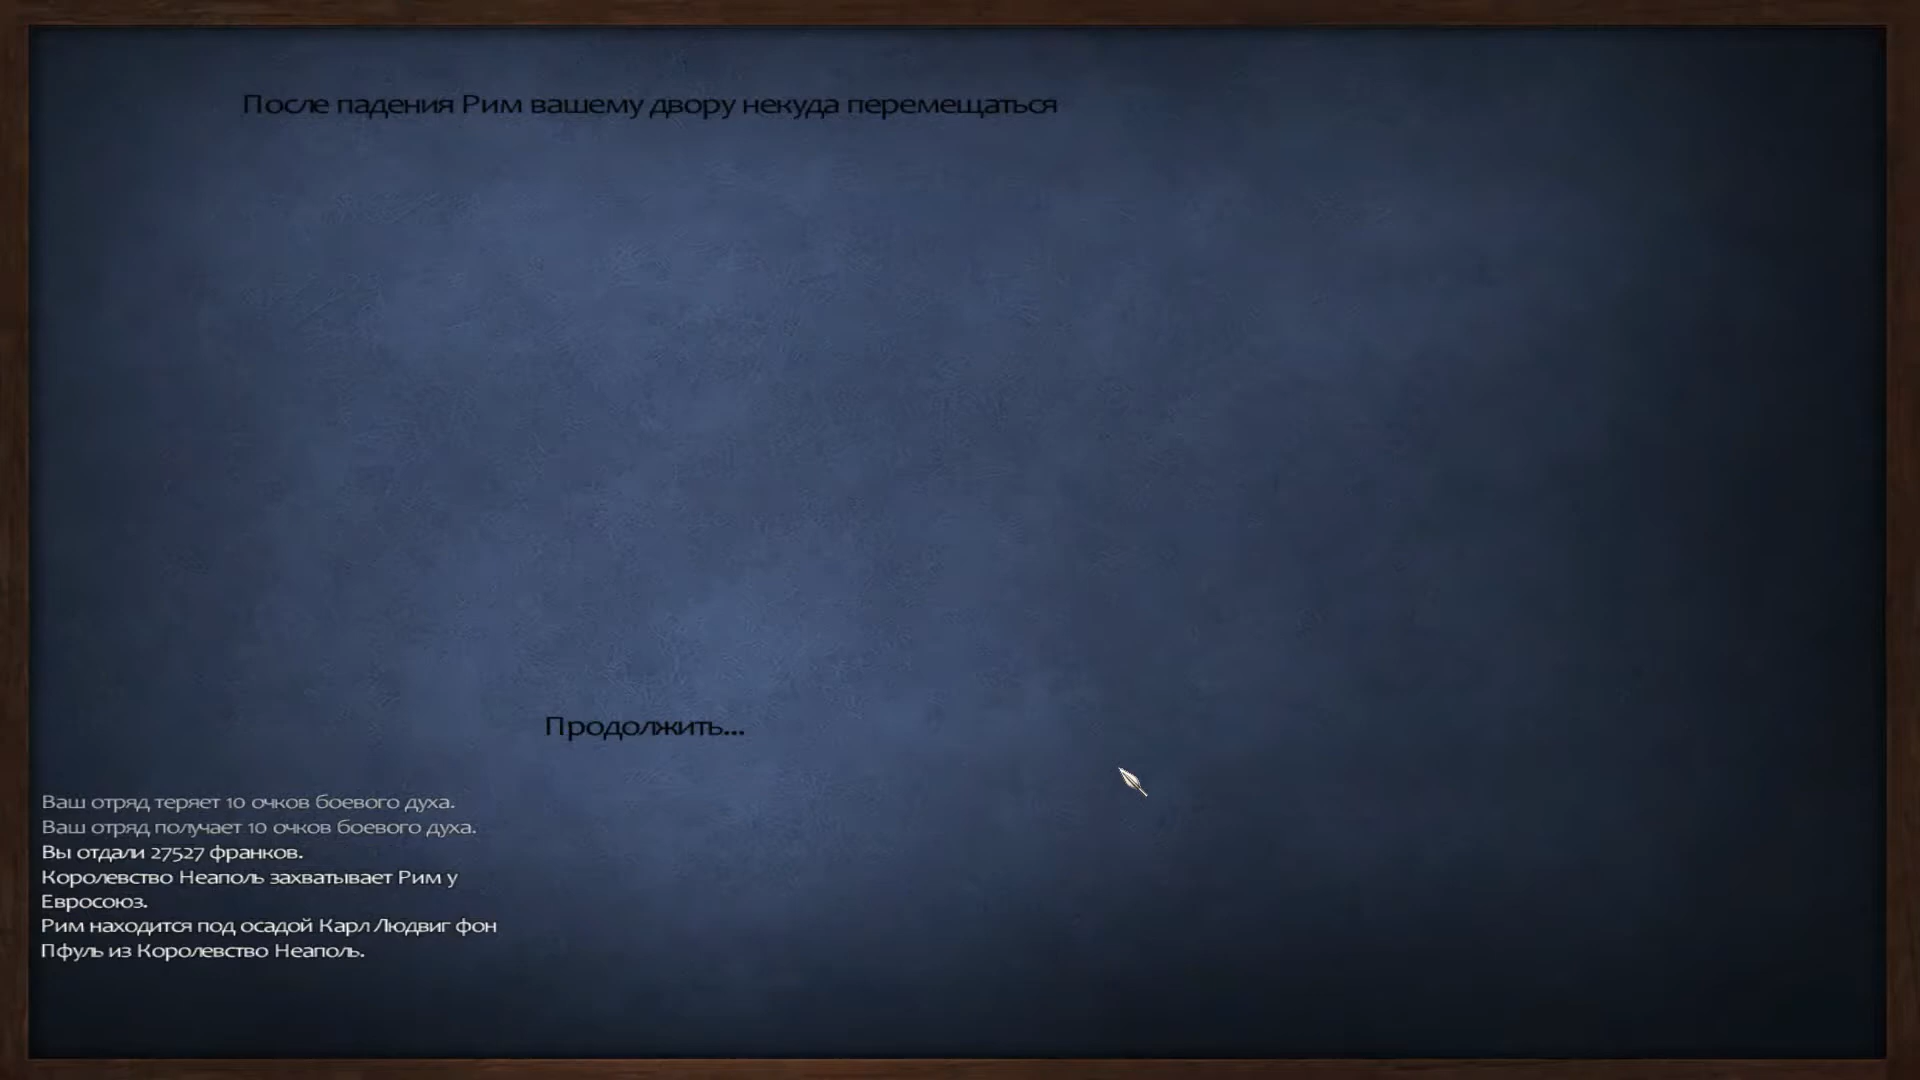 После падения Рим вашему двору некуда перемещаться
Продолжить...
Ваш отряд теряет 10 очков боевого духа.
Ваш отряд получает 10 очков боевого духа.
Вы отдали 27527 франков.
Королевство Неаполь захватывает Рим у
Евросоюз.
Рим находится под осадой Карл Людвиг фон
Пфуль из Королевство Неаполь.